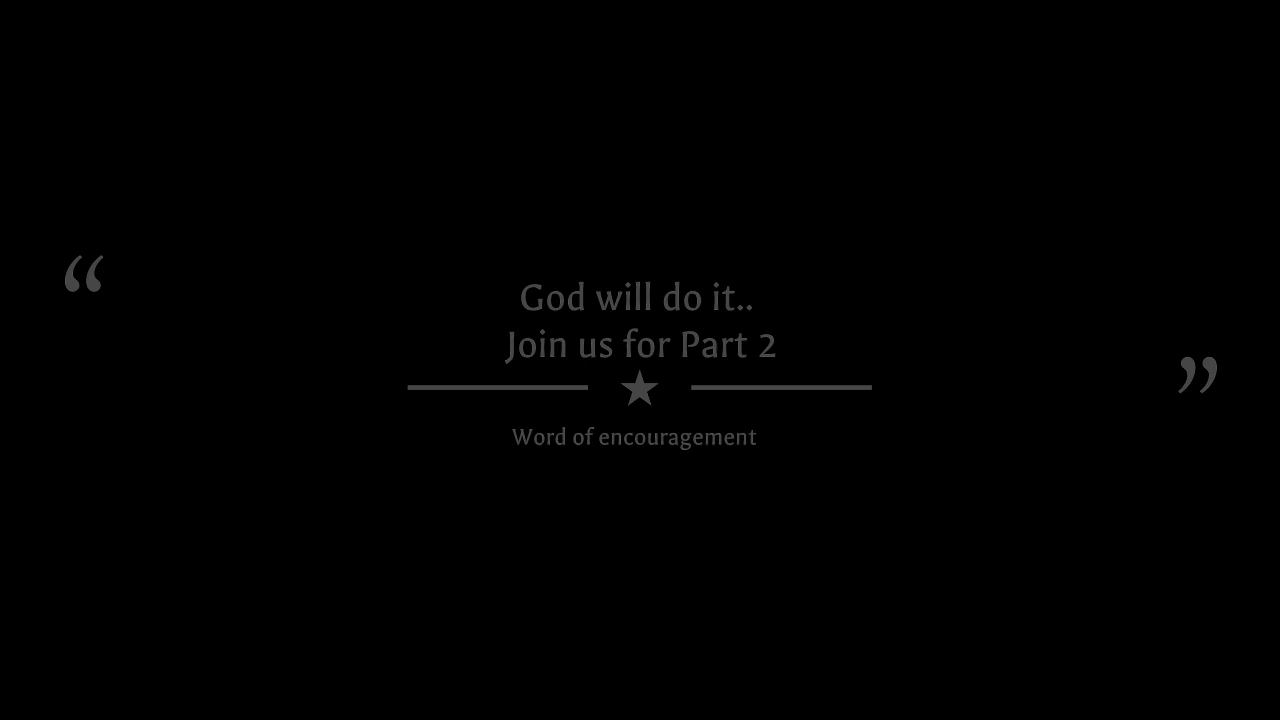 “
God will do it..
Join us for Part 2
”
Word of encouragement